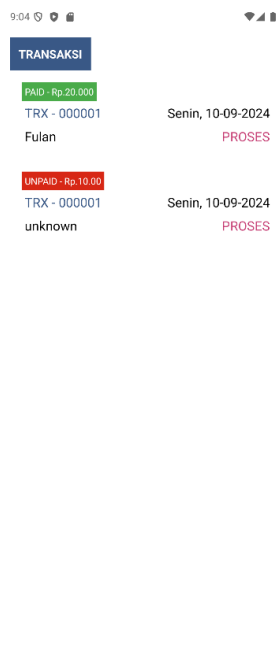 9:04
TRANSAKSI
PAID - Rp.20.000
TRX - 000001 Senin, 10-09-2024
Fulan PROSES
UNPAID - Rp.10.00
TRX - 000001 Senin, 10-09-2024
unknown PROSES